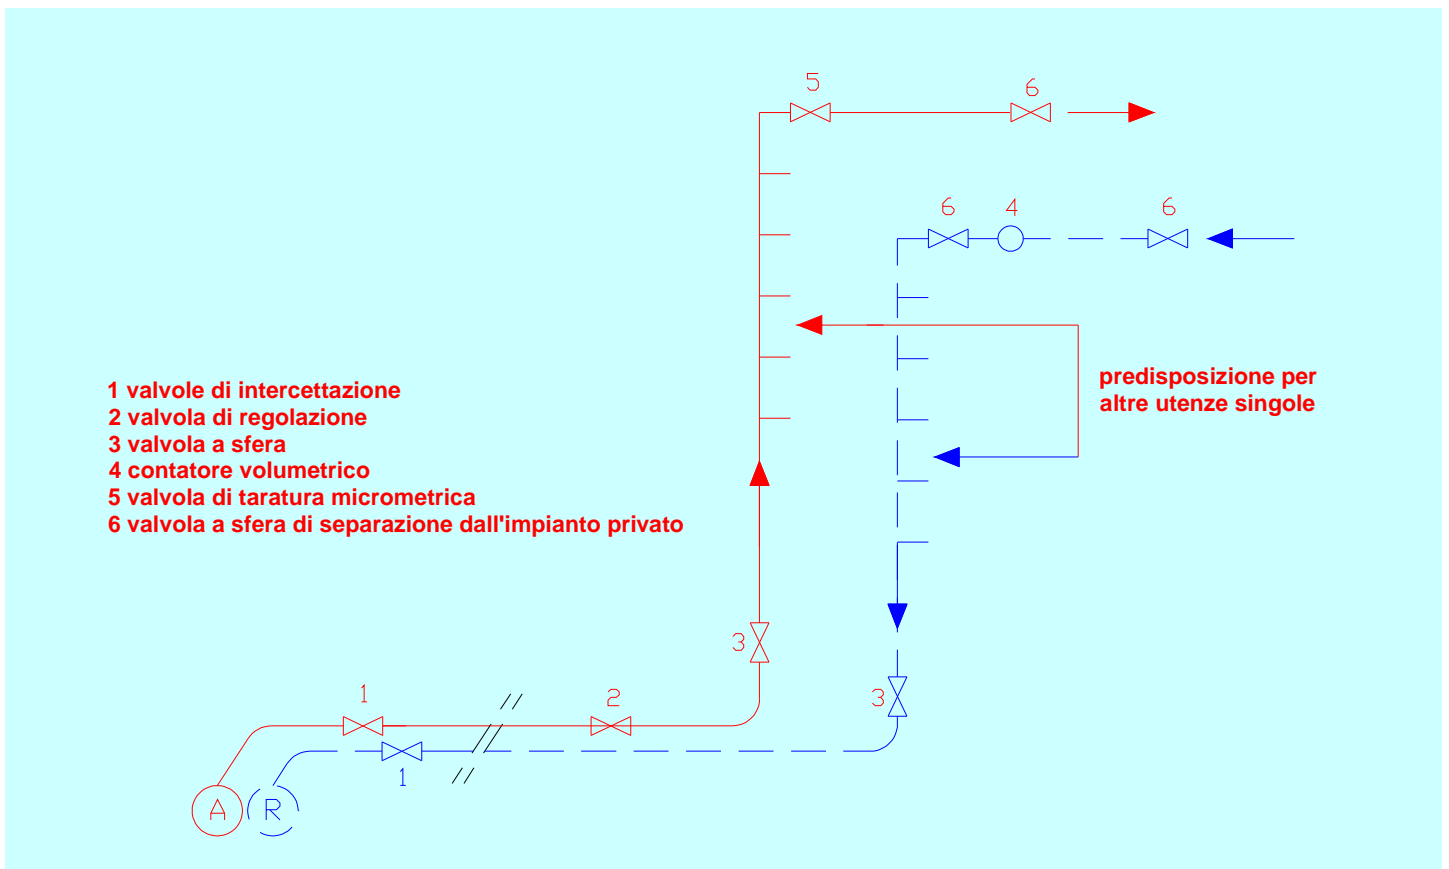 5
6
6
4
6
predisposizione per
altre utenze singole
1 valvole di intercettazione
2 valvola di regolazione
3 valvola a sfera
4 contatore volumetrico
5 valvola di taratura micrometrica
6 valvola a sfera di separazione dall'impianto privato
3
3
1
2
1
A
R